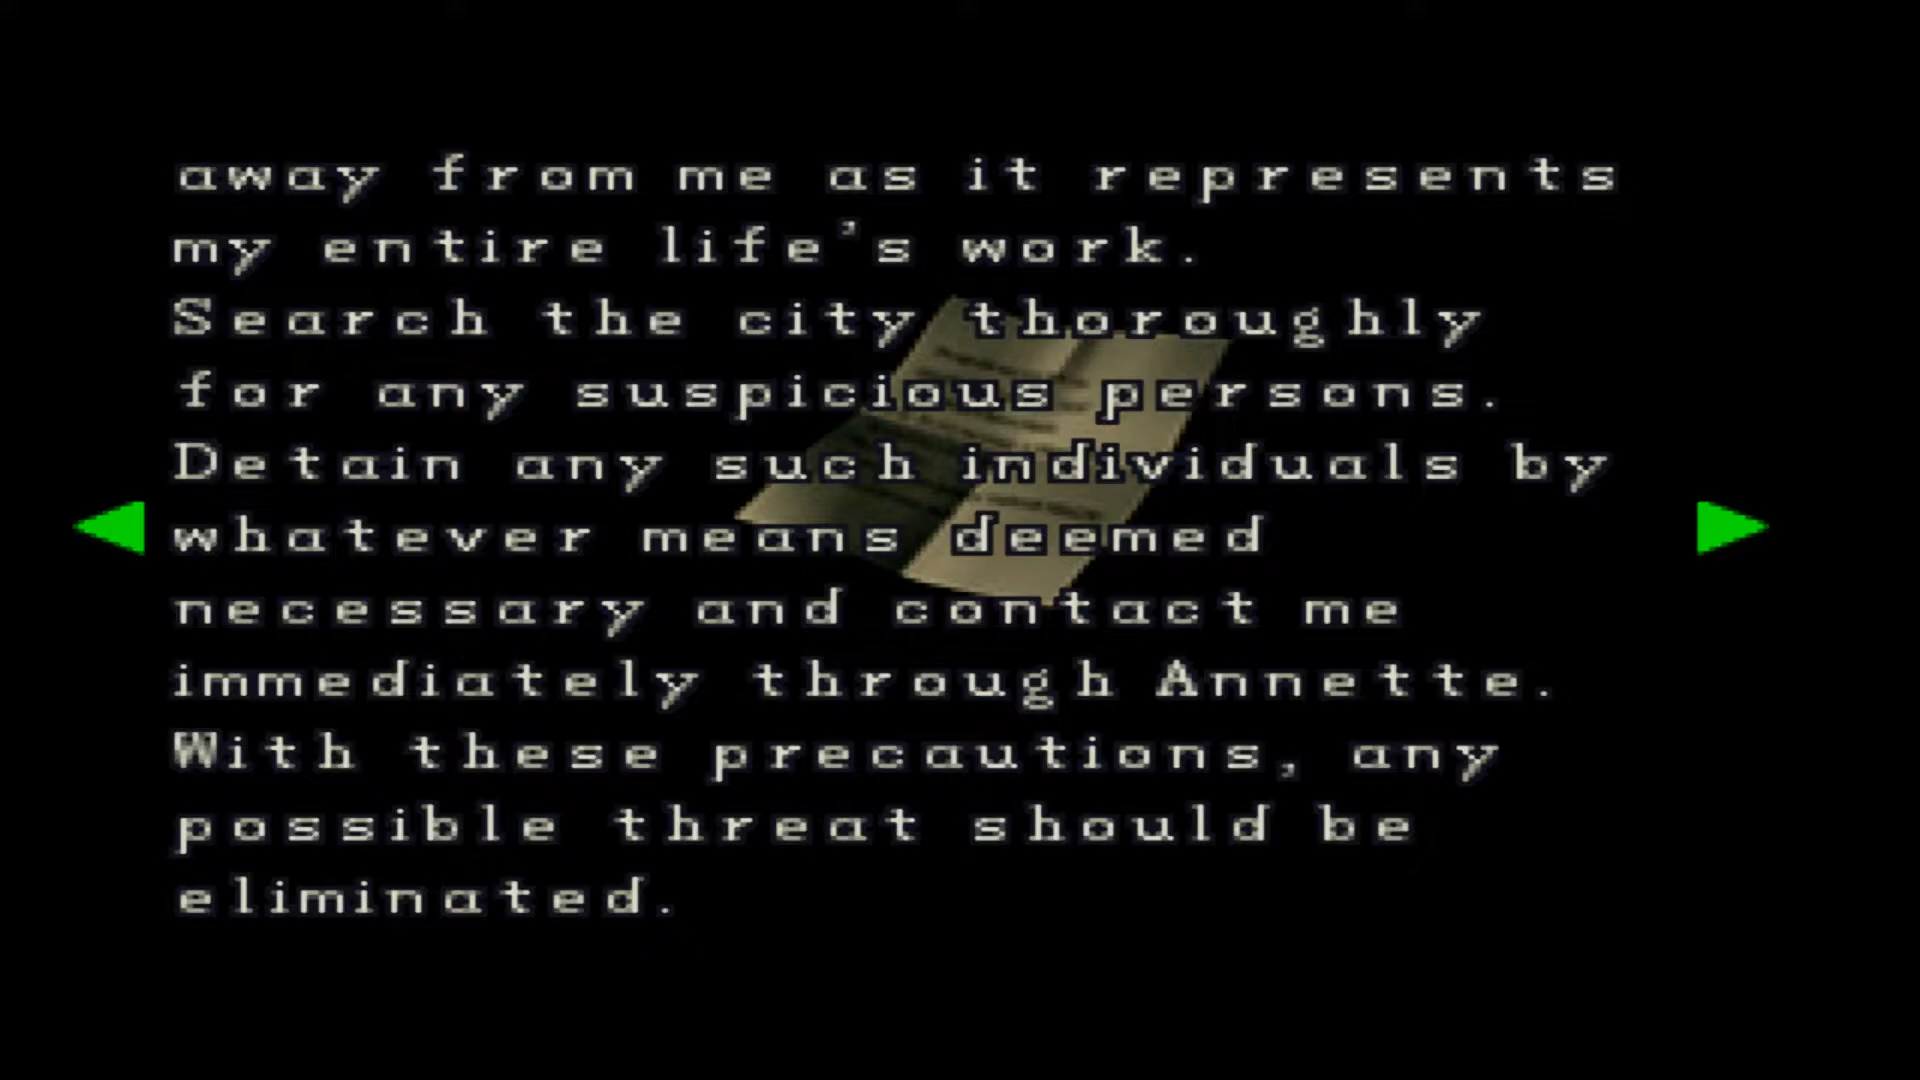 away from me as it represents
my entire life's work.
Search the city thoroughly
for any suspicious persons.
Detain any such individuals by
whatever means deemed
necessary and contact me
immediately through Annette.
With these precautions, any
possible threat should be
eliminated.